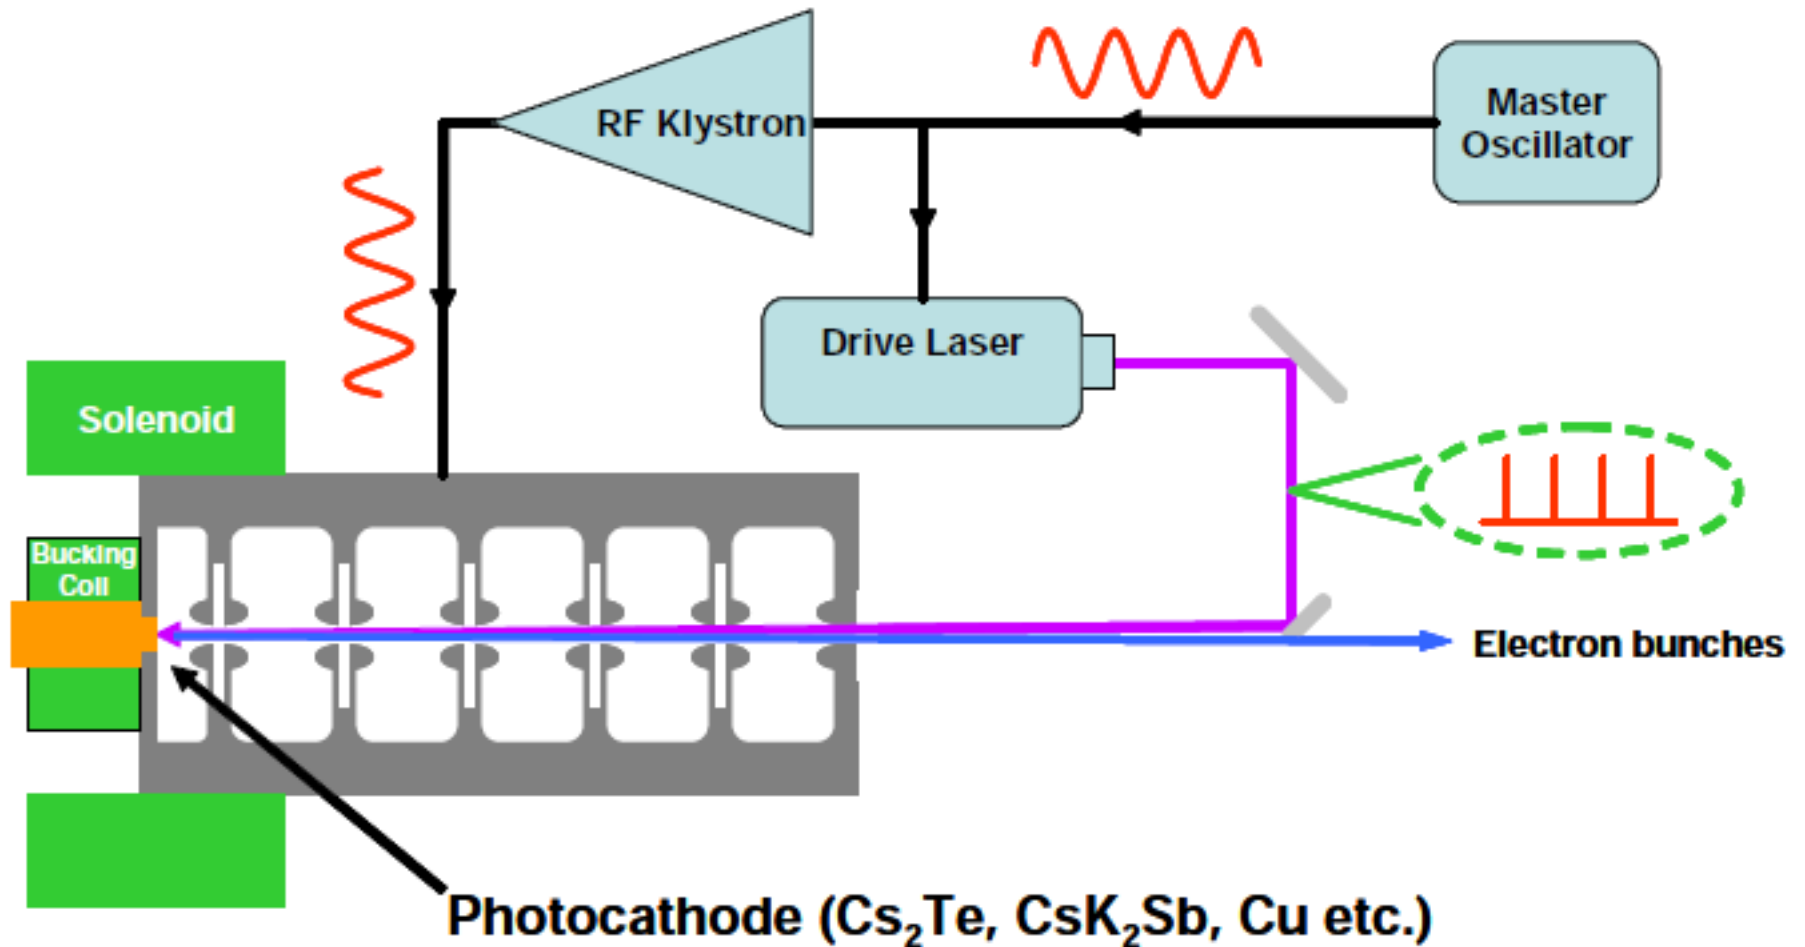 Master
Oscillator
RF Klystron
Drive Laser
Solenoid
Bucking
Coil
Electron bunches
Photocathode (Cs₂Te, CsK₂Sb, Cu etc.)